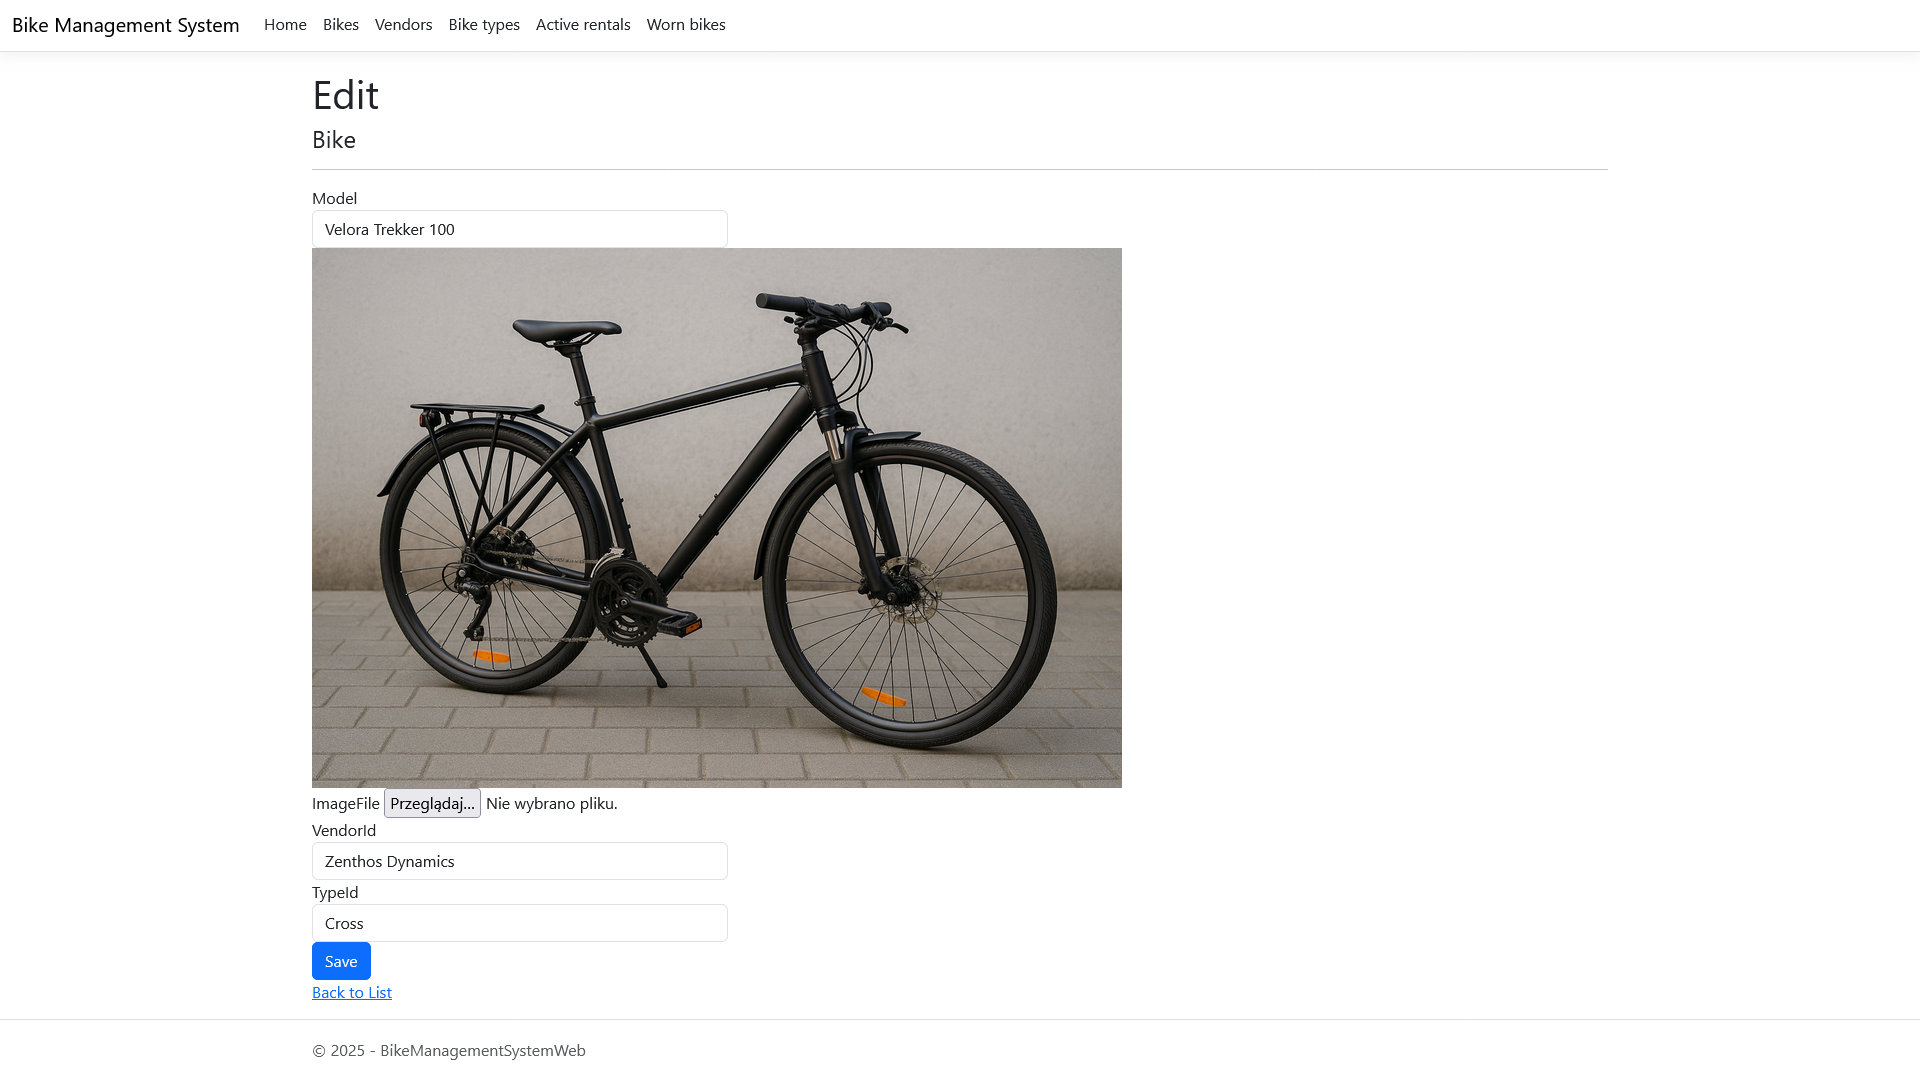 Bike Management System Home Bikes Vendors Bike types Active rentals Worn bikes
Edit
Bike
Model
Velora Trekker 100
ImageFile Przeglądaj... Nie wybrano pliku.
VendorId
Zenthos Dynamics
TypeId
Cross
Save
Back to List
© 2025 - BikeManagementSystemWeb